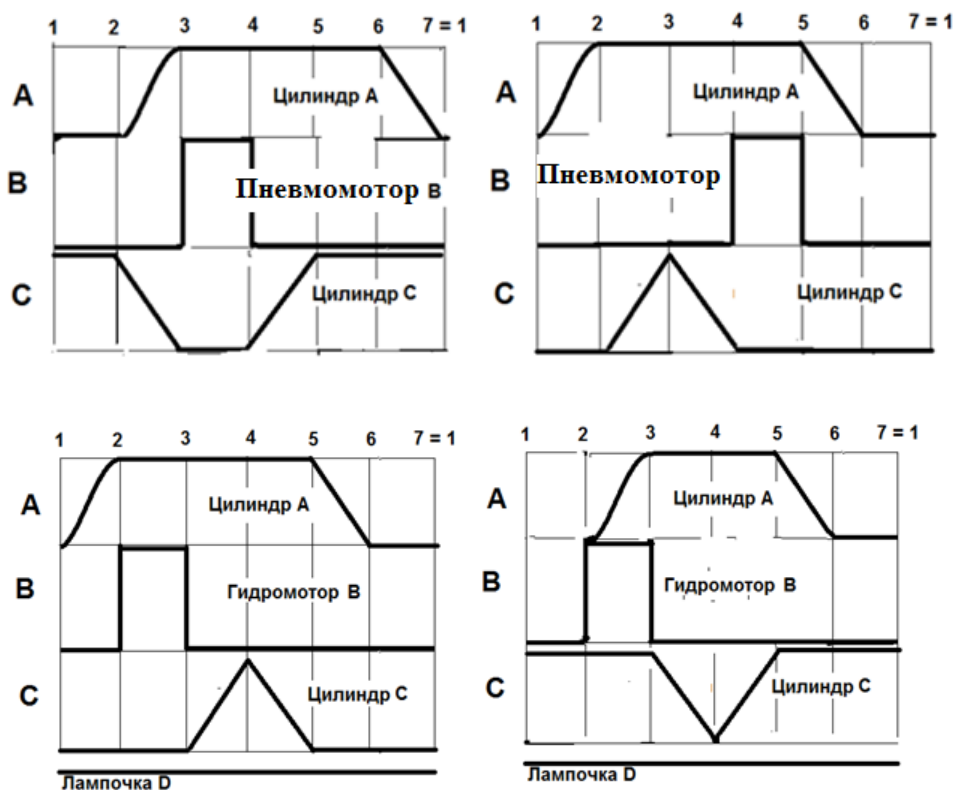 1 2 3 4 5 6 7 = 1
A Цилиндр А
B Пневмомотор В
C Цилиндр С
1 2 3 4 5 6 7 = 1
A Цилиндр А
B Пневмомотор
C Цилиндр С
1 2 3 4 5 6 7 = 1
A Цилиндр А
B Гидромотор В
C Цилиндр С
Лампочка D
1 2 3 4 5 6 7 = 1
A Цилиндр А
B Гидромотор В
C Цилиндр С
Лампочка D